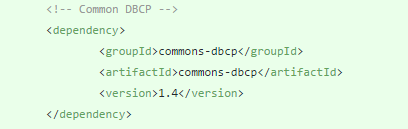 <!-- Common DBCP -->
<dependency>
<groupId>commons-dbcp</groupId>
<artifactId>commons-dbcp</artifactId>
<version>1.4</version>
</dependency>